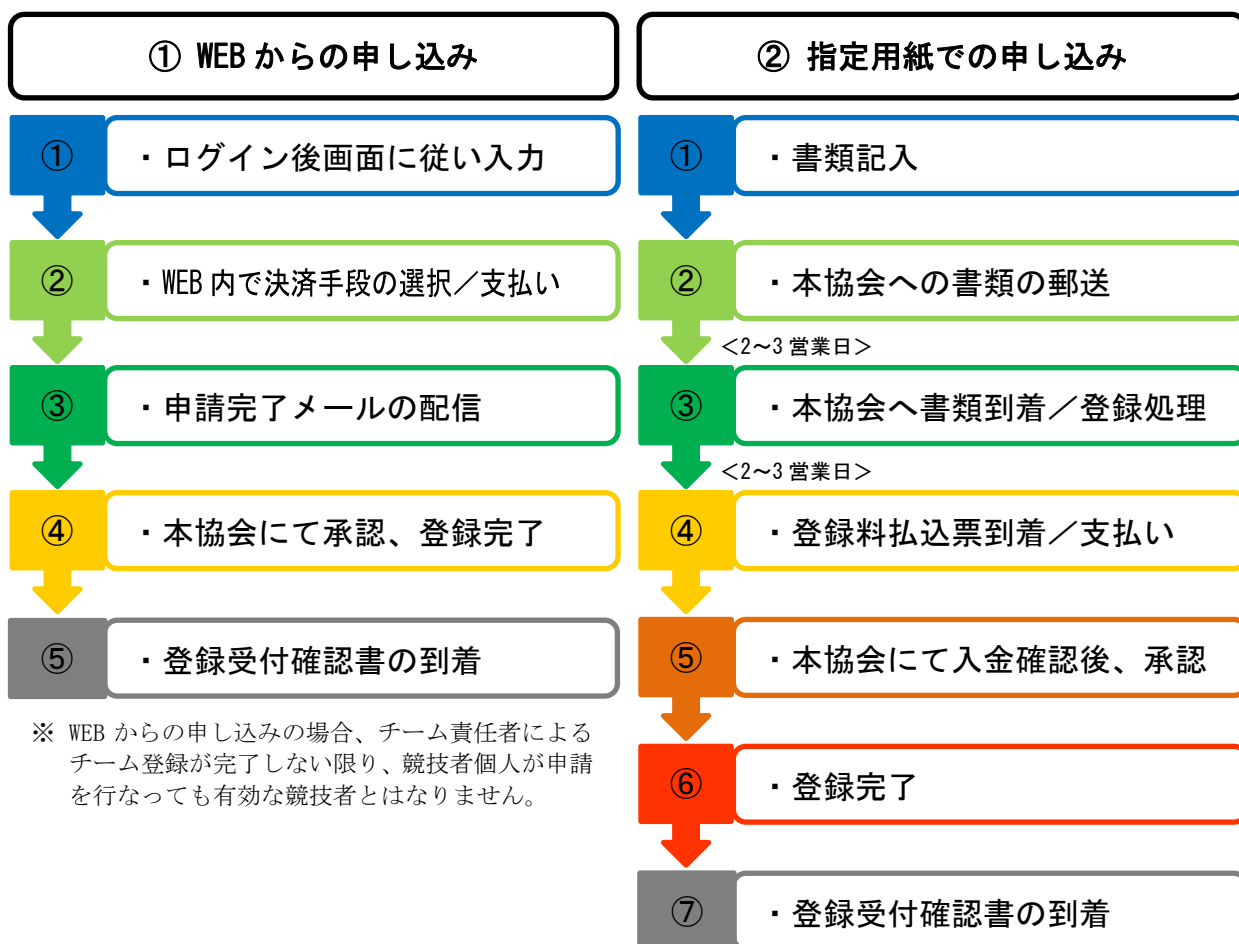 ① WEBからの申し込み
① ・ログイン後画面に従い入力
② ・WEB内で決済手段の選択／支払い
③ ・申請完了メールの配信
④ ・本協会にて承認、登録完了
⑤ ・登録受付確認書の到着
※ WEBからの申し込みの場合、チーム責任者による
チーム登録が完了しない限り、競技者個人が申請
を行なっても有効な競技者とはなりません。
② 指定用紙での申し込み
① ・書類記入
② ・本協会への書類の郵送
＜2～3営業日＞
③ ・本協会へ書類到着／登録処理
＜2～3営業日＞
④ ・登録料払込票到着／支払い
⑤ ・本協会にて入金確認後、承認
⑥ ・登録完了
⑦ ・登録受付確認書の到着